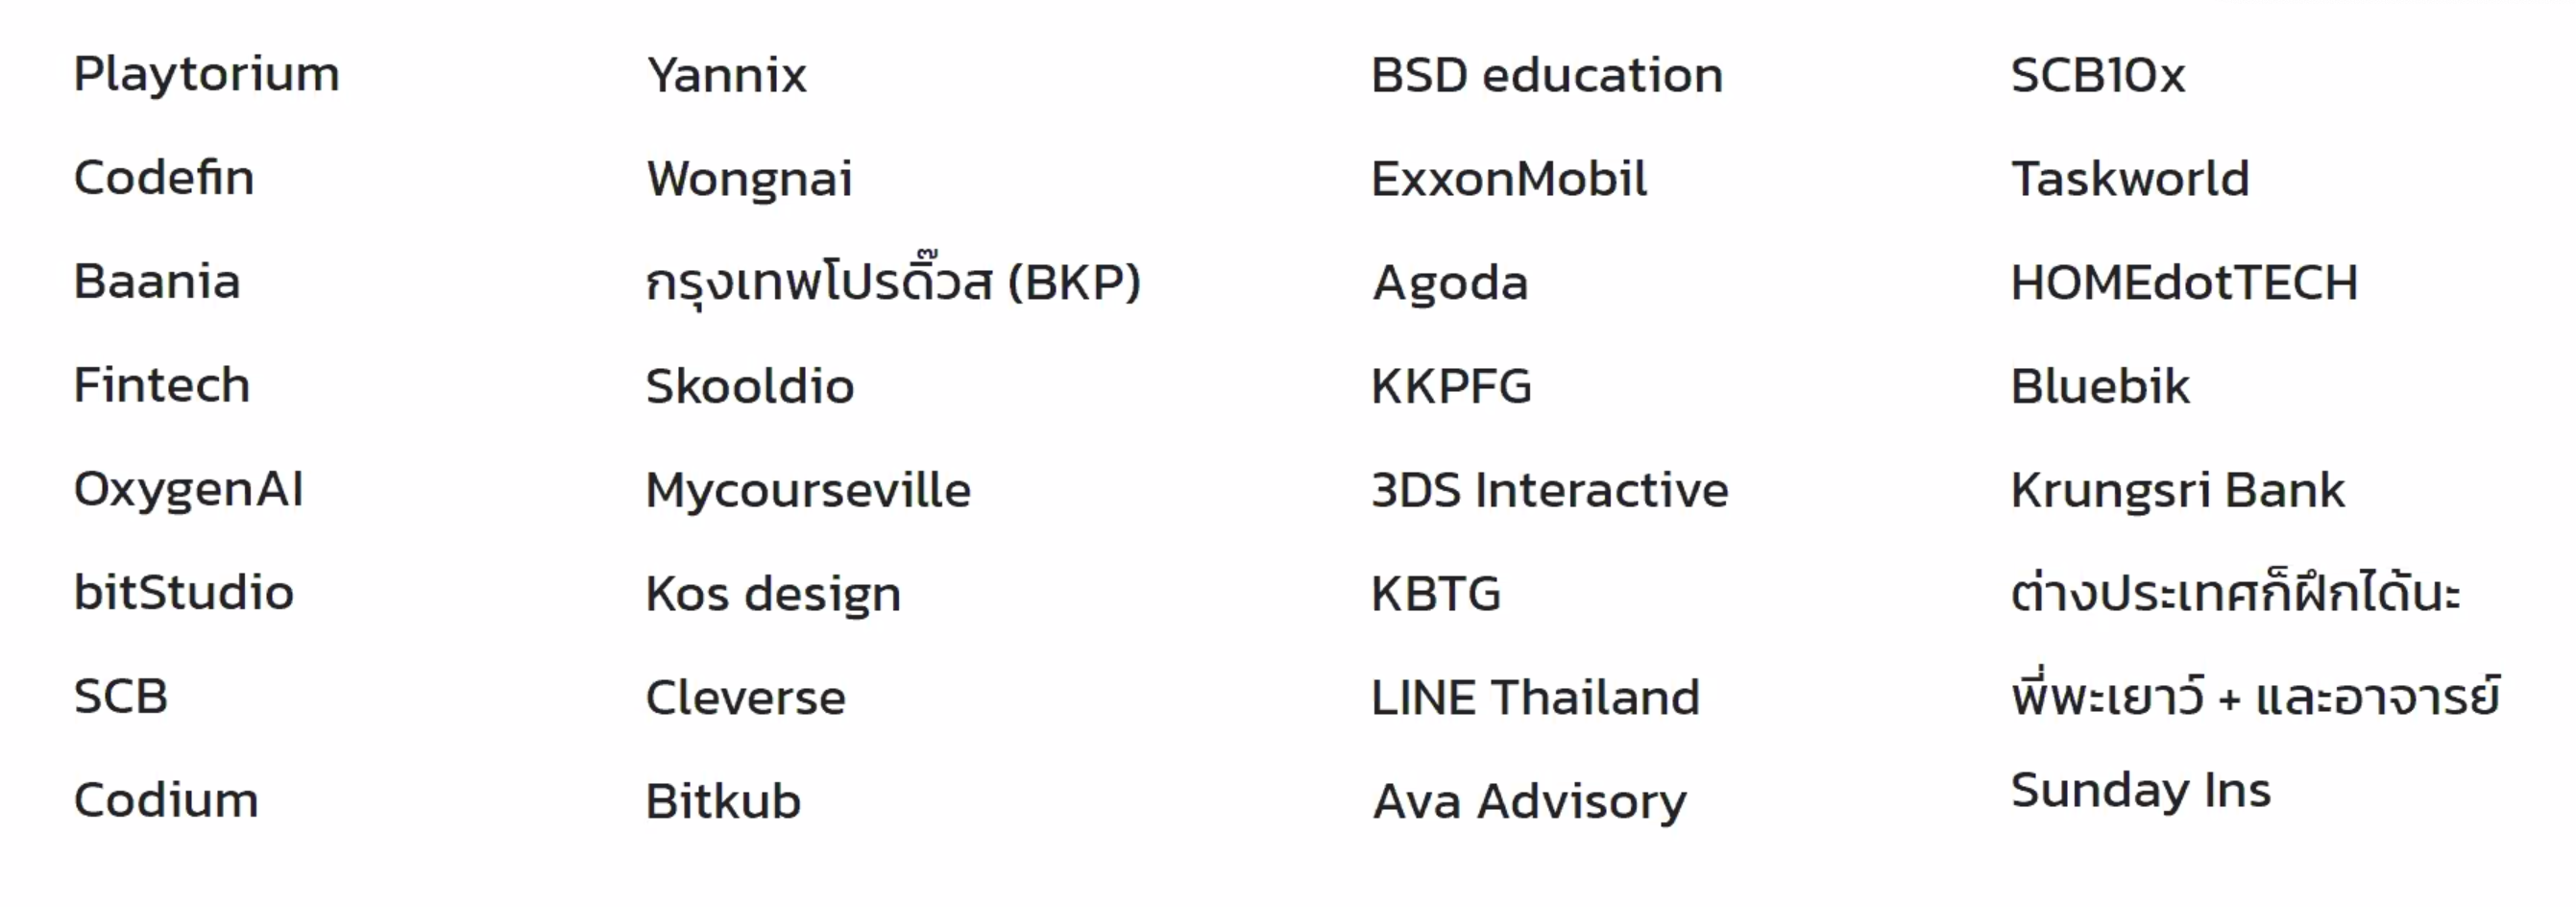 Playtorium
Codefin
Baania
Fintech
OxygenAI
bitStudio
SCB
Codium
Yannix
Wongnai
กรุงเทพโปรดิ๊วส (BKP)
Skooldio
Mycourseville
Kos design
Cleverse
Bitkub
BSD education
ExxonMobil
Agoda
KKPFG
3DS Interactive
KBTG
LINE Thailand
Ava Advisory
SCB10x
Taskworld
HOMEdotTECH
Bluebik
Krungsri Bank
ต่างประเทศก็ฝึกได้นะ
พี่พะเยาว์ + และอาจารย์
Sunday Ins